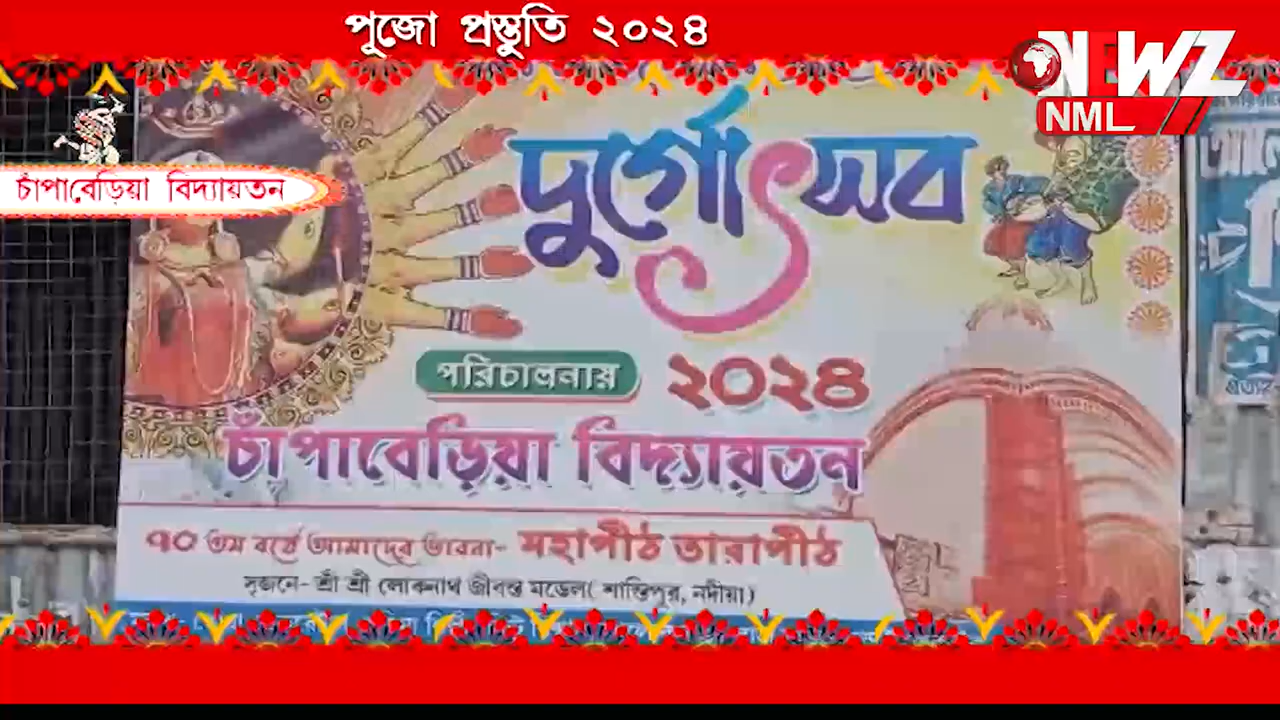 পূজো প্রস্তুতি ২০২৪
NEWZ
NML
চাঁপাবেড়িয়া বিদ্যায়তন
দুর্গোৎসব
পরিচালনায় ২০২৪
চাঁপাবেড়িয়া বিদ্যায়তন
৭০ তম বর্ষে আমাদের ভাবনা- মহাপীঠ তারাপীঠ
সৃজনে- শ্রী শ্রী লোকনাথ জীবন্ত মডেল( শান্তিপুর, নদীয়া)